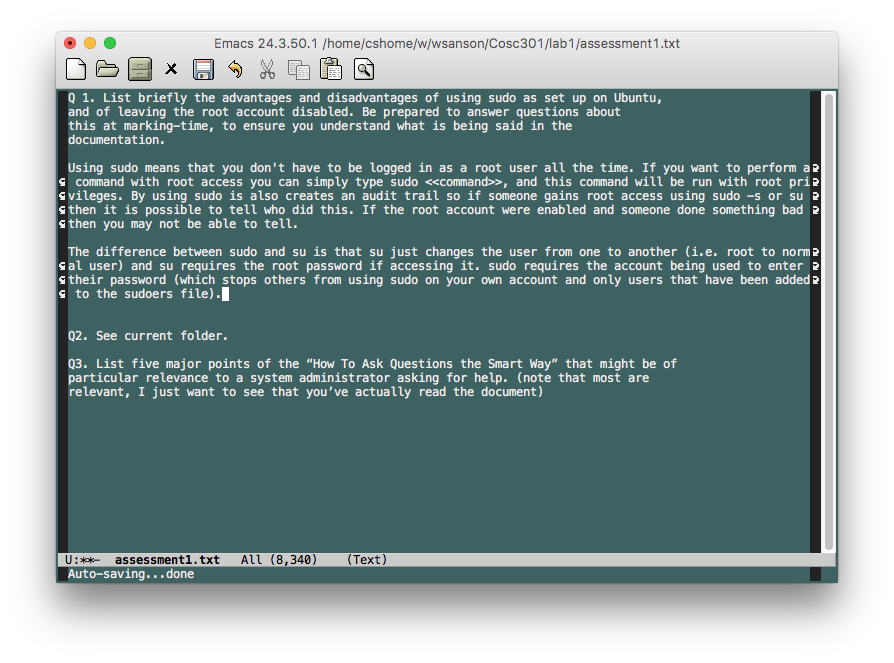 Emacs 24.3.50.1 /home/cshome/w/wsanson/Cosc301/lab1/assessment1.txt
Q 1. List briefly the advantages and disadvantages of using sudo as set up on Ubuntu,
and of leaving the root account disabled. Be prepared to answer questions about
this at marking-time, to ensure you understand what is being said in the
documentation.
Using sudo means that you don't have to be logged in as a root user all the time. If you want to perform a
 command with root access you can simply type sudo <<command>>, and this command will be run with root pri
vileges. By using sudo is also creates an audit trail so if someone gains root access using sudo -s or su
then it is possible to tell who did this. If the root account were enabled and someone done something bad
then you may not be able to tell.
The difference between sudo and su is that su just changes the user from one to another (i.e. root to norm
al user) and su requires the root password if accessing it. sudo requires the account being used to enter
their password (which stops others from using sudo on your own account and only users that have been added
 to the sudoers file).
Q2. See current folder.
Q3. List five major points of the “How To Ask Questions the Smart Way” that might be of
particular relevance to a system administrator asking for help. (note that most are
relevant, I just want to see that you’ve actually read the document)
U:**-  assessment1.txt   All (8,340)    (Text)
Auto-saving...done